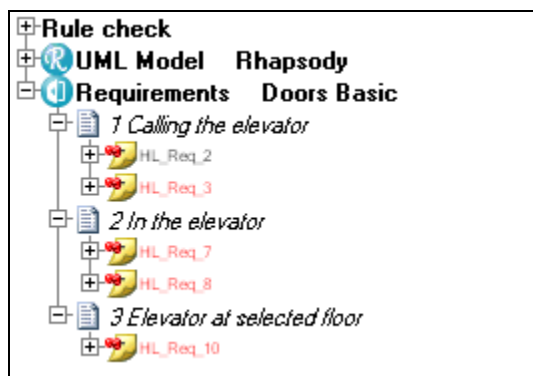 Rule check
UML Model Rhapsody
Requirements Doors Basic
1 Calling the elevator
HL_Req_2
HL_Req_3
2 In the elevator
HL_Req_7
HL_Req_8
3 Elevator at selected floor
HL_Req_10